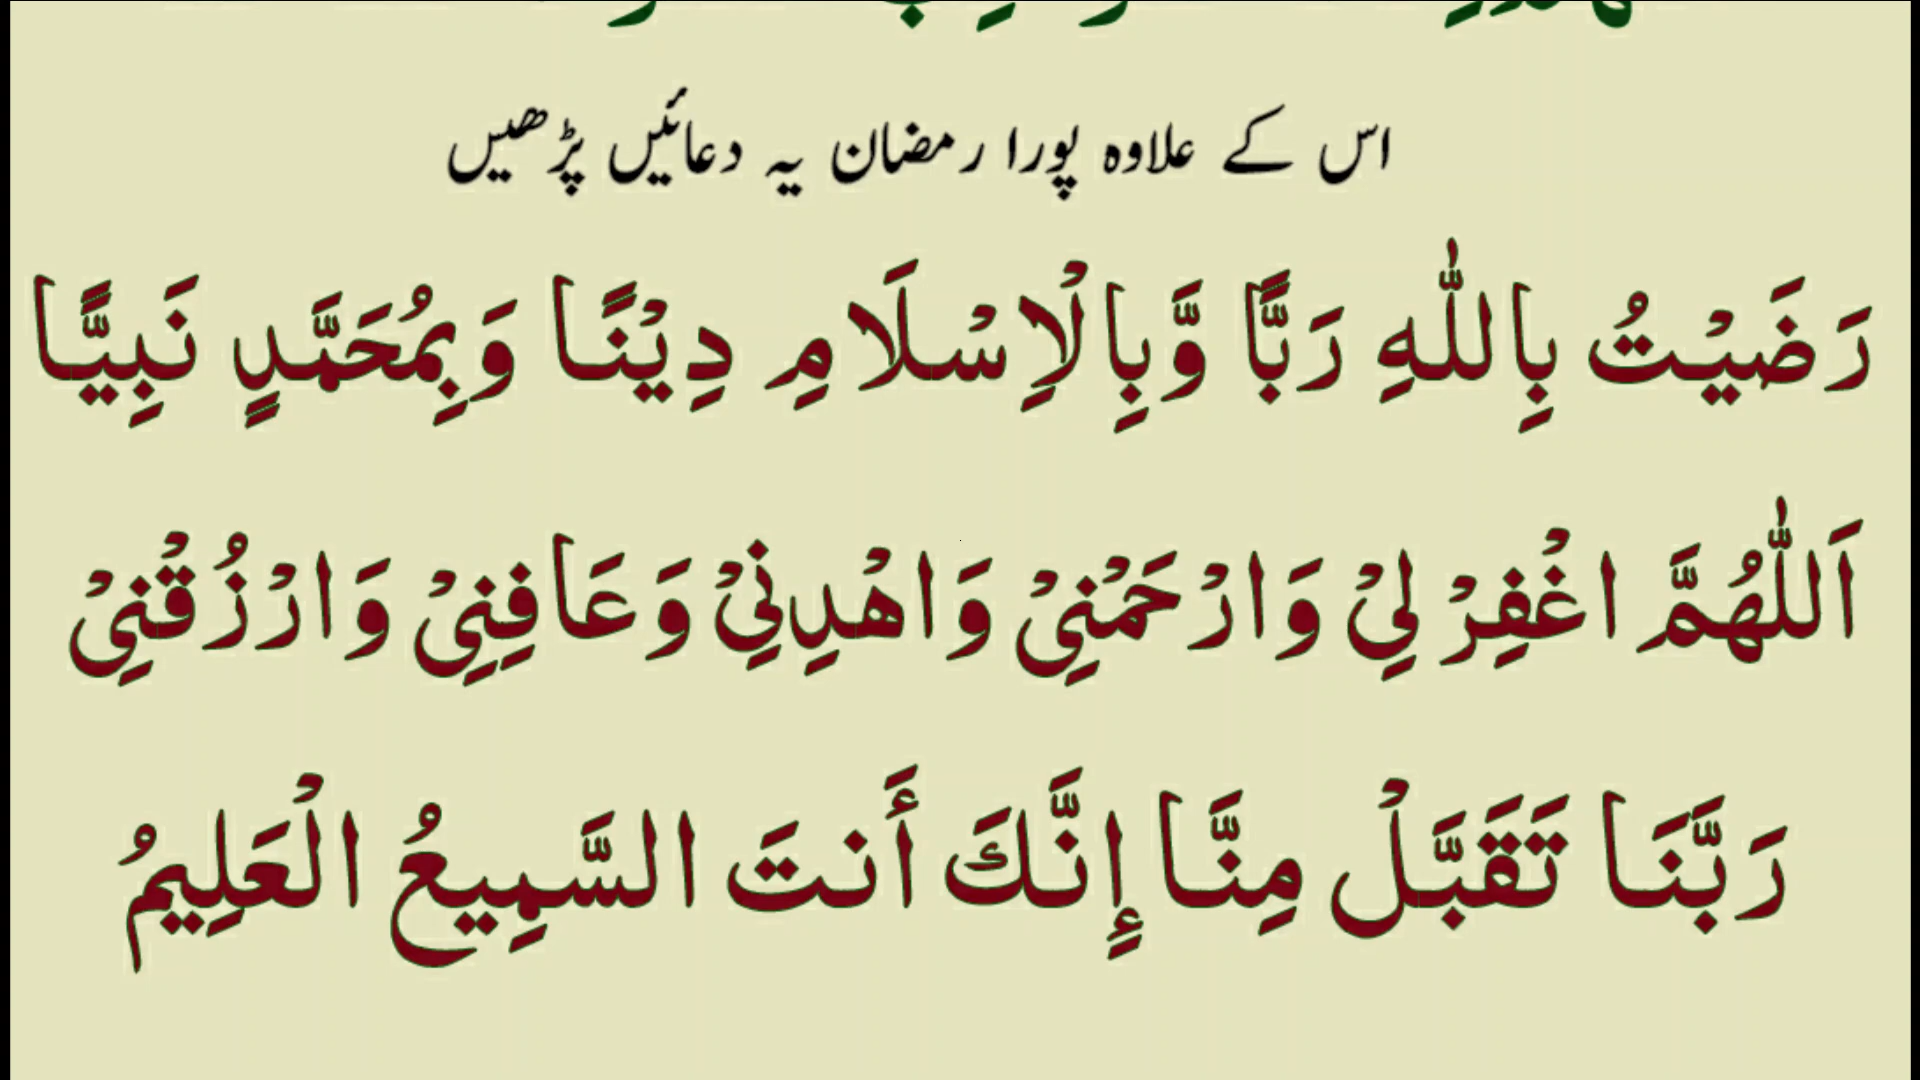 اس کے علاوہ پورا رمضان یہ دعائیں پڑھیں
رَضَيْتُ بِاللّٰهِ رَبًّا وَّبِالْاِسْلَامِ دِيْنًا وَبِمُحَمَّدٍ نَبِيًّا
اَللّٰهُمَّ اغْفِرْ لِيْ وَارْحَمْنِيْ وَاهْدِنِيْ وَعَافِنِيْ وَارْزُقْنِيْ
رَبَّنَا تَقَبَّلْ مِنَّا إِنَّكَ أَنتَ السَّمِيعُ الْعَلِيمُ